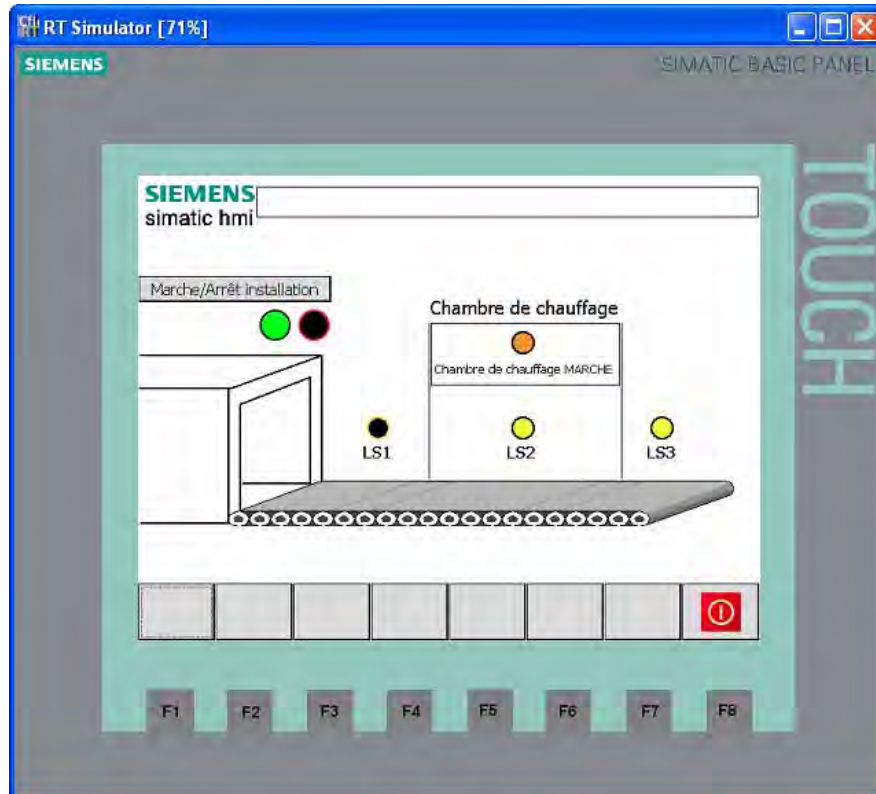 RT Simulator [71%]
SIEMENS
SIMATIC BASIC PANEL
TOUCH
SIEMENS
simatic hmi
Marche/Arrêt installation
Chambre de chauffage
Chambre de chauffage MARCHE
LS1
LS2
LS3
F1 F2 F3 F4 F5 F6 F7 F8